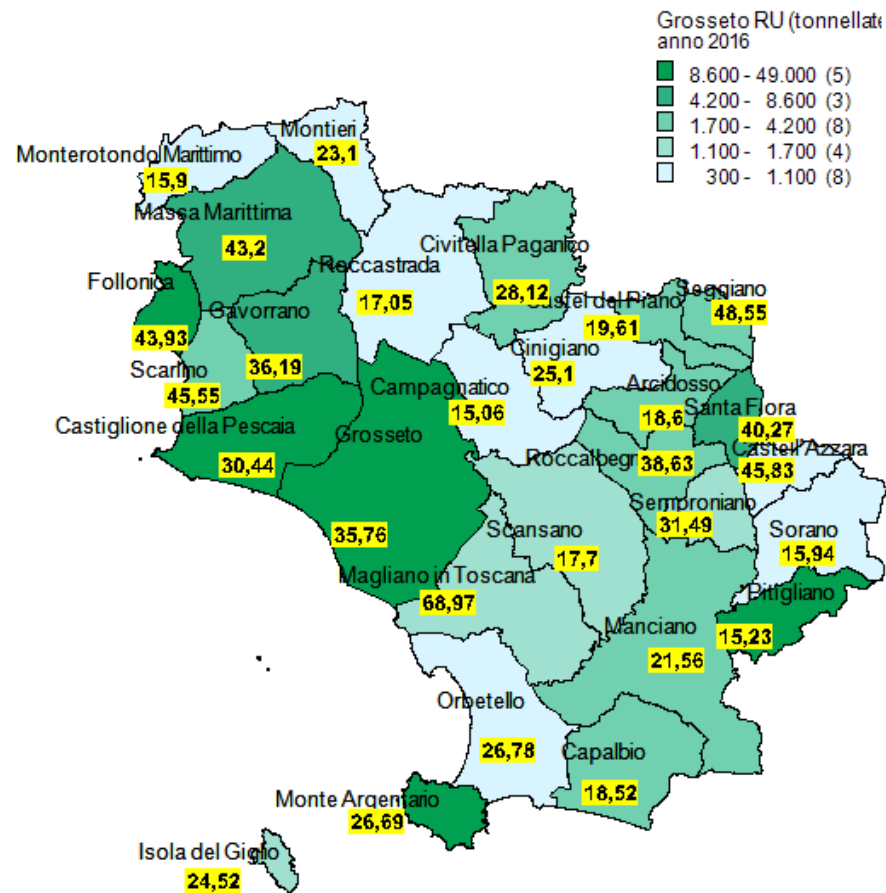 Grosseto RU (tonnellate
anno 2016
8.600 - 49.000 (5)
4.200 - 8.600 (3)
1.700 - 4.200 (8)
1.100 - 1.700 (4)
300 - 1.100 (8)
Montieri
23,1
Monterotondo Marittimo
15,9
Massa Marittima
43,2
Roccastrada
17,05
Civitella Paganico
28,12
Follonica
43,93
Gavorrano
36,19
Castel del Piano
19,61
Seggiano
48,55
Scarlino
45,55
Cinigiano
25,1
Campagnatico
15,06
Arcidosso
18,6
Santa Fiora
40,27
Castiglione della Pescaia
30,44
Grosseto
35,76
Roccalbegn
38,63
Castell'Azzara
45,83
Semproniano
31,49
Scansano
17,7
Sorano
15,94
Magliano in Toscana
68,97
Pitigliano
15,23
Manciano
21,56
Orbetello
26,78
Capalbio
18,52
Monte Argentario
26,69
Isola del Giglio
24,52